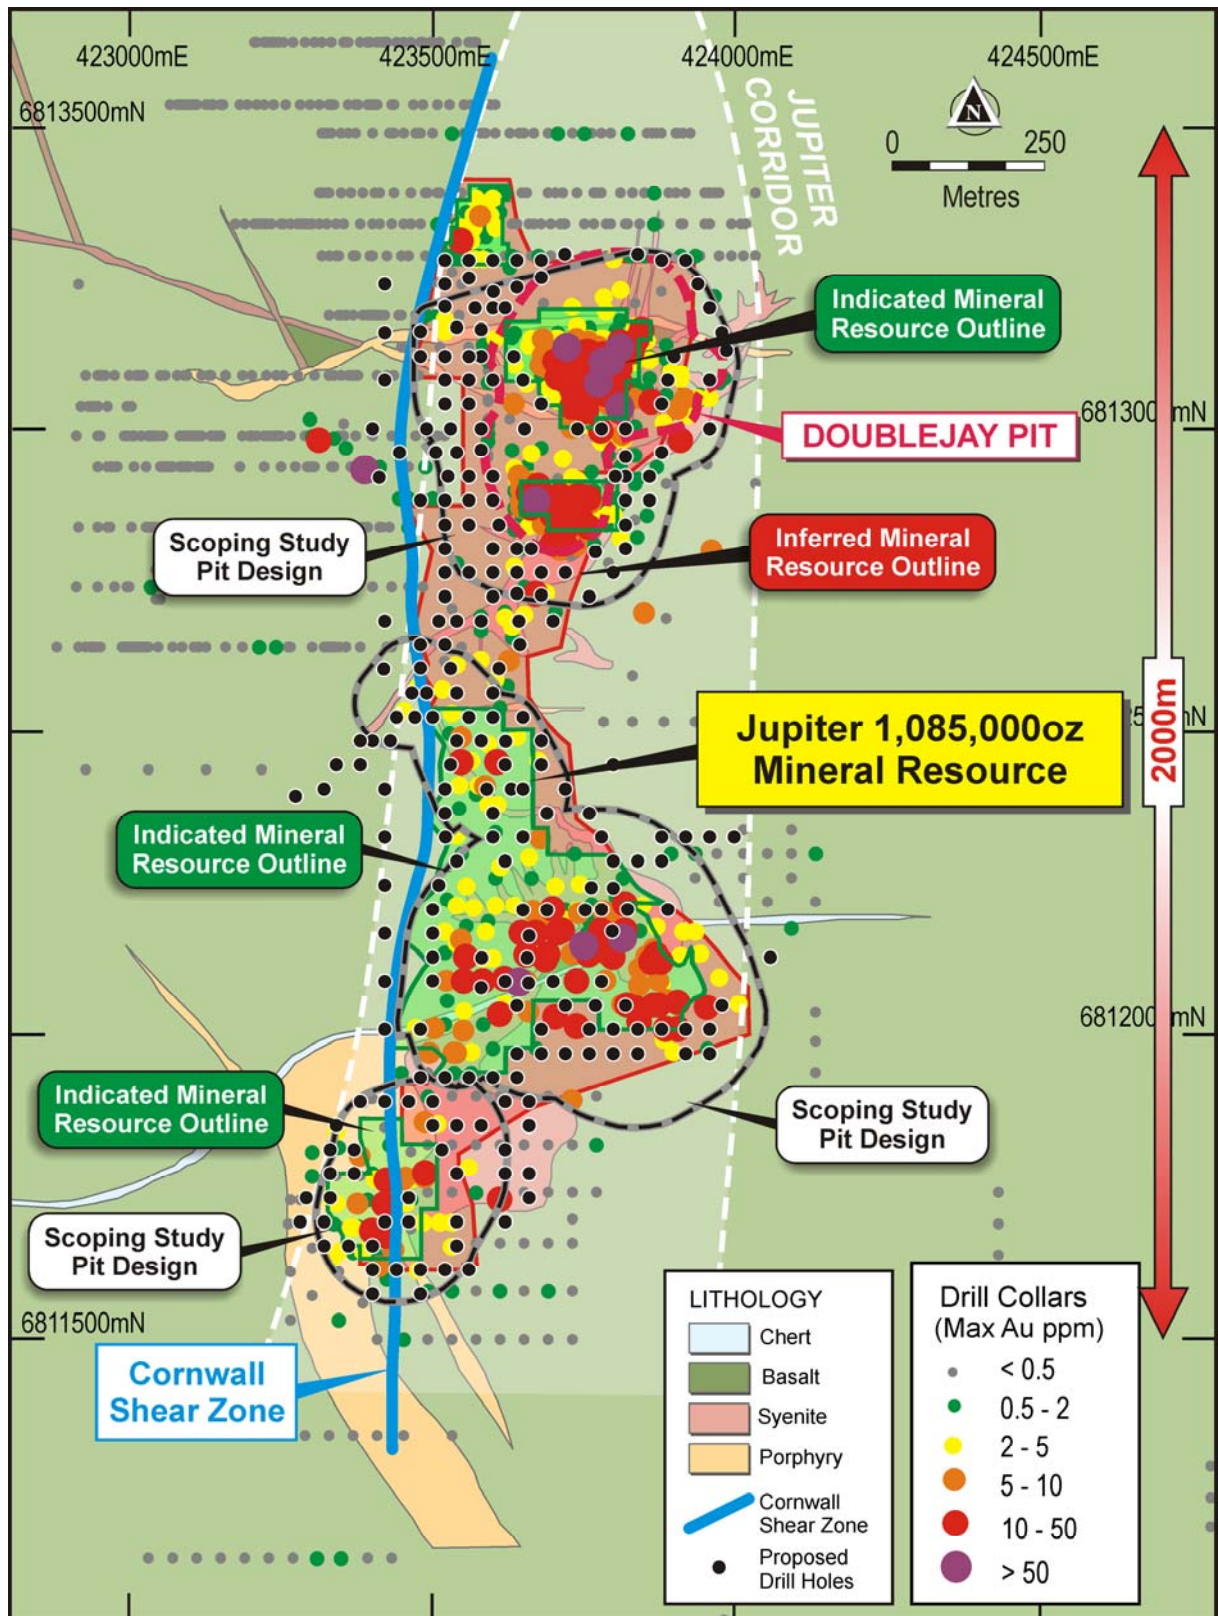 423000mE
423500mE
424000mE
424500mE
6813500mN
JUPITER
CORRIDOR
N
0
250
Metres
Indicated Mineral
Resource Outline
681300 mN
DOUBLEJAY PIT
Scoping Study
Pit Design
Inferred Mineral
Resource Outline
Jupiter 1,085,000oz
Mineral Resource
2000m
Indicated Mineral
Resource Outline
681200 mN
Indicated Mineral
Resource Outline
Scoping Study
Pit Design
Scoping Study
Pit Design
6811500mN
Cornwall
Shear Zone
LITHOLOGY
Chert
Basalt
Syenite
Porphyry
Cornwall
Shear Zone
Proposed
Drill Holes
Drill Collars
(Max Au ppm)
< 0.5
0.5 - 2
2 - 5
5 - 10
10 - 50
> 50